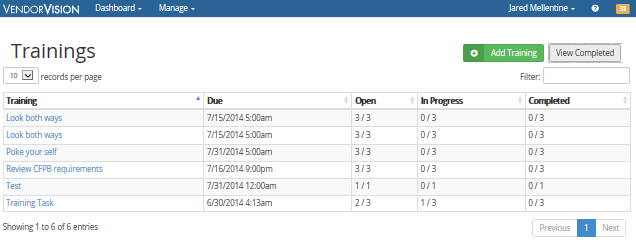 VENDORVISION Dashboard Manage Jared Mellentine ? 31
Trainings
Add Training View Completed
10 records per page Filter:
Training Due Open In Progress Completed
Look both ways 7/15/2014 5:00am 3 / 3 0 / 3 0 / 3
Look both ways 7/15/2014 5:00am 3 / 3 0 / 3 0 / 3
Poke your self 7/31/2014 5:00am 3 / 3 0 / 3 0 / 3
Review CFPB requirements 7/16/2014 9:00pm 3 / 3 0 / 3 0 / 3
Test 7/31/2014 12:00am 1 / 1 0 / 1 0 / 1
Training Task 6/30/2014 4:13am 2 / 3 1 / 3 0 / 3
Showing 1 to 6 of 6 entries Previous 1 Next